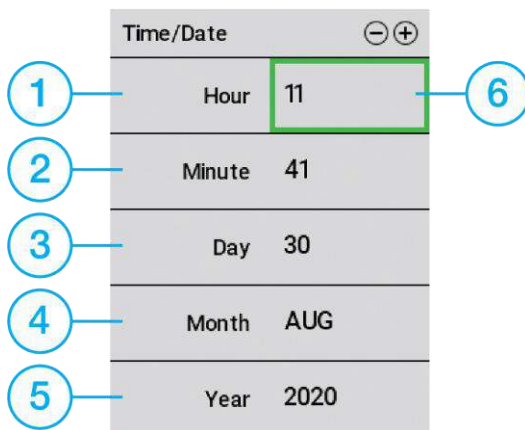 Time/Date
1 Hour 11 6
2 Minute 41
3 Day 30
4 Month AUG
5 Year 2020